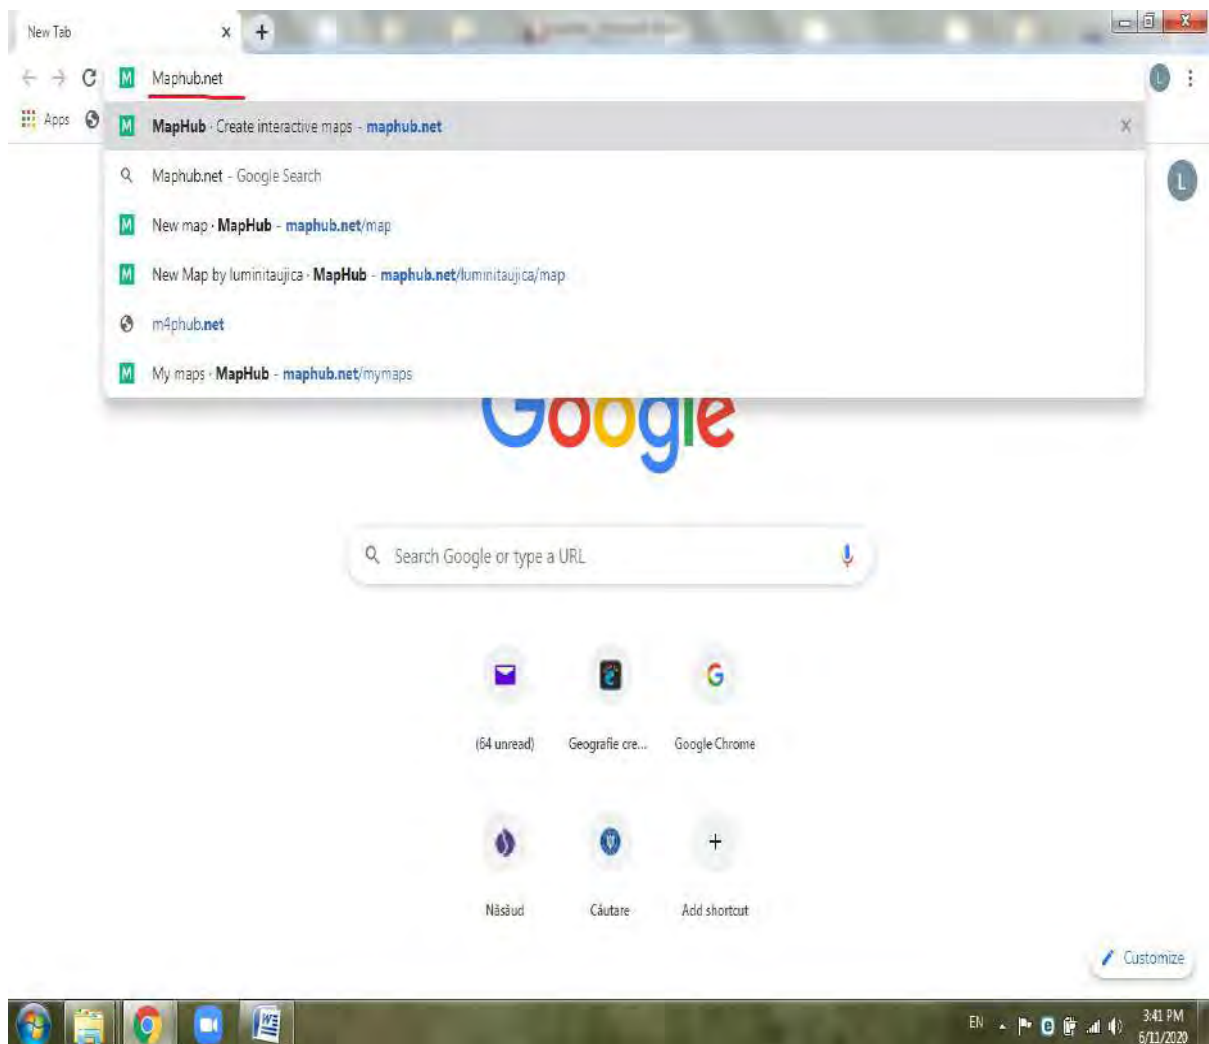 New Tab
Maphub.net
Apps
MapHub · Create interactive maps - maphub.net
Maphub.net - Google Search
L
New map · MapHub - maphub.net/map
New Map by luminitaujica · MapHub - maphub.net/luminitaujica/map
m4phub.net
My maps · MapHub - maphub.net/mymaps
Google
Search Google or type a URL
(64 unread) Geografie cre... Google Chrome
Năsăud Căutare Add shortcut
Customize
EN 3:41 PM
6/11/2020